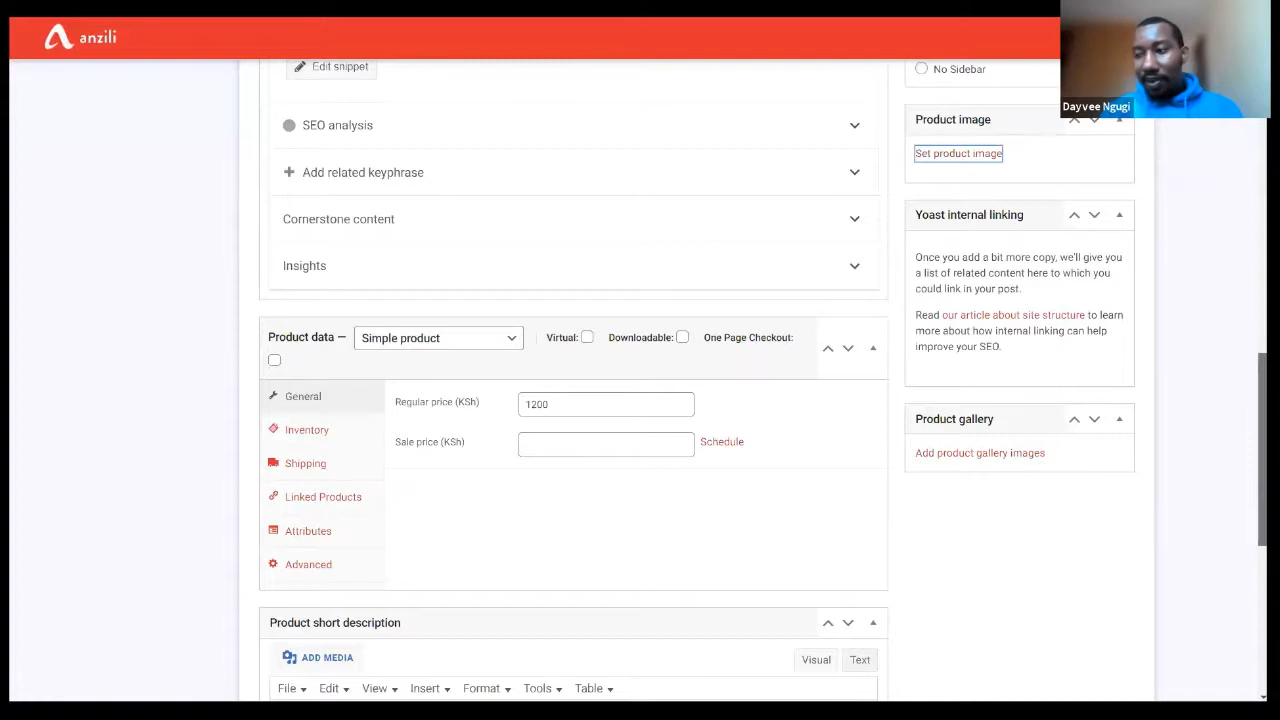 anzili
Dayvee Ngugi
Edit snippet
SEO analysis
Add related keyphrase
Cornerstone content
Insights
Product data — Simple product Virtual: Downloadable: One Page Checkout:
General
Inventory
Shipping
Linked Products
Attributes
Advanced
Regular price (KSh) 1200
Sale price (KSh) Schedule
Product short description
ADD MEDIA
Visual Text
File Edit View Insert Format Tools Table
No Sidebar
Product image
Set product image
Yoast internal linking
Once you add a bit more copy, we'll give you
a list of related content here to which you
could link in your post.
Read our article about site structure to learn
more about how internal linking can help
improve your SEO.
Product gallery
Add product gallery images